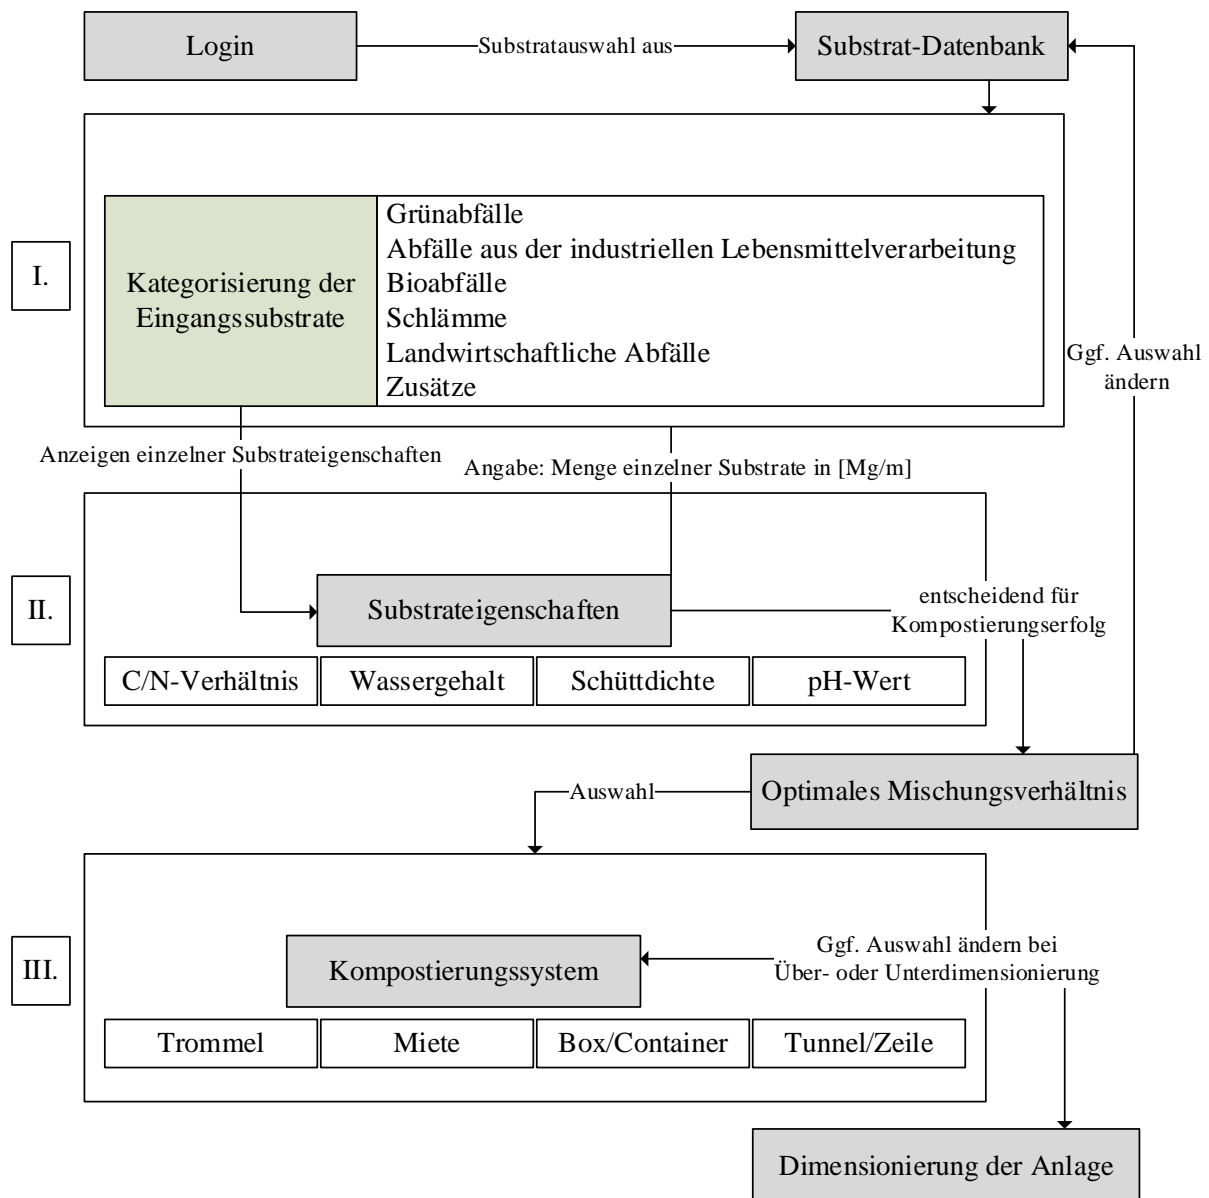 Login
Substratauswahl aus
Substrat-Datenbank
I.
Kategorisierung der
Eingangssubstrate
Grünabfälle
Abfälle aus der industriellen Lebensmittelverarbeitung
Bioabfälle
Schlämme
Landwirtschaftliche Abfälle
Zusätze
Ggf. Auswahl
ändern
Anzeigen einzelner Substrateigenschaften
Angabe: Menge einzelner Substrate in [Mg/m]
II.
Substrateigenschaften
entscheidend für
Kompostierungserfolg
C/N-Verhältnis
Wassergehalt
Schüttdichte
pH-Wert
Auswahl
Optimales Mischungsverhältnis
III.
Kompostierungssystem
Ggf. Auswahl ändern bei
Über- oder Unterdimensionierung
Trommel
Miete
Box/Container
Tunnel/Zeile
Dimensionierung der Anlage